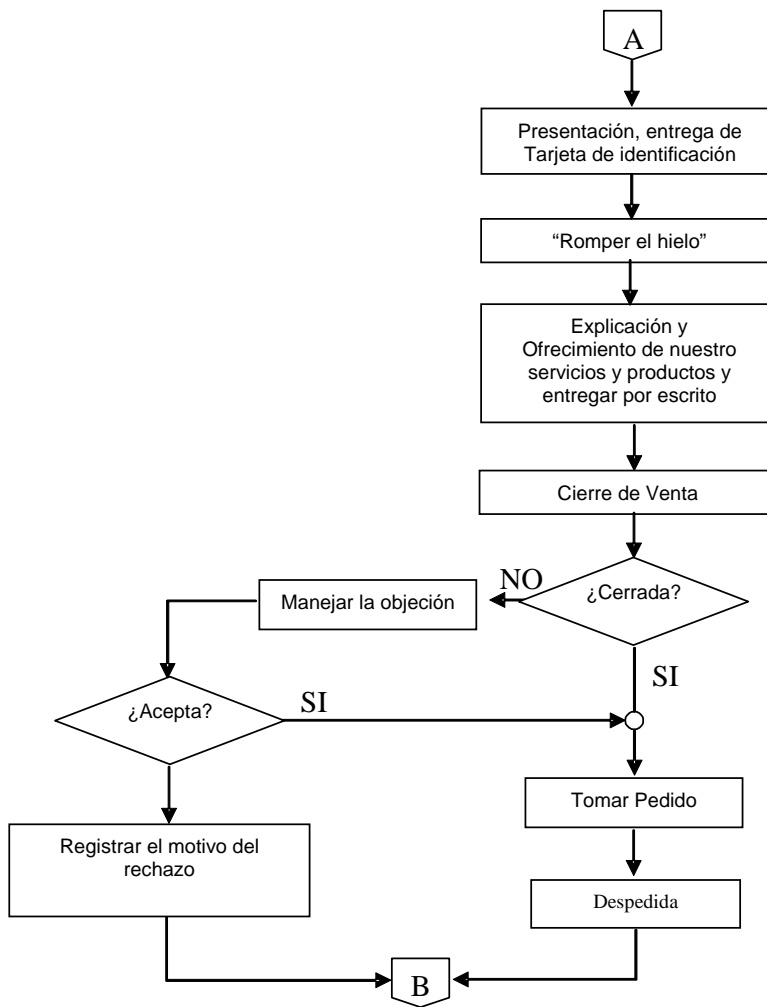 A
Presentación, entrega de
Tarjeta de identificación
“Romper el hielo”
Explicación y
Ofrecimiento de nuestro
servicios y productos y
entregar por escrito
Cierre de Venta
¿Cerrada?
NO
Manejar la objeción
SI
¿Acepta?
SI
Tomar Pedido
Registrar el motivo del
rechazo
Despedida
B